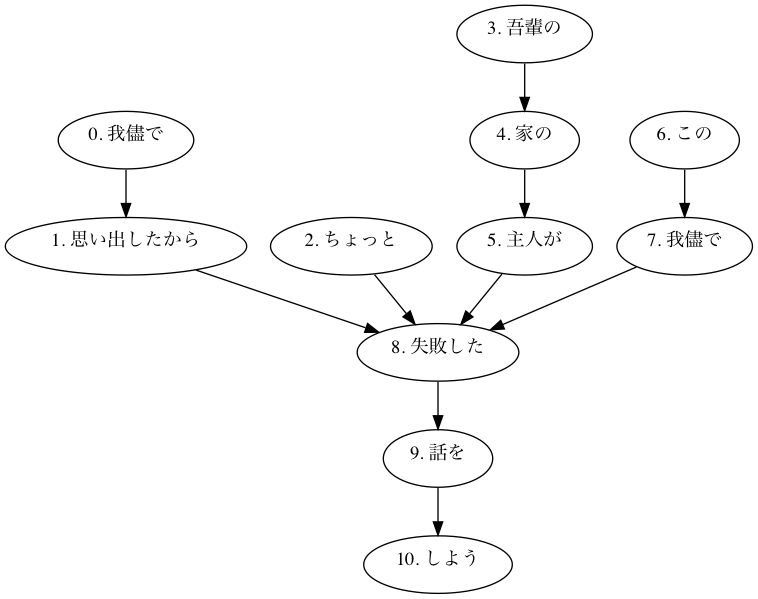 3. 吾輩の
0. 我儘で
4. 家の
6. この
1. 思い出したから
2. ちょっと
5. 主人が
7. 我儘で
8. 失敗した
9. 話を
10. しよう